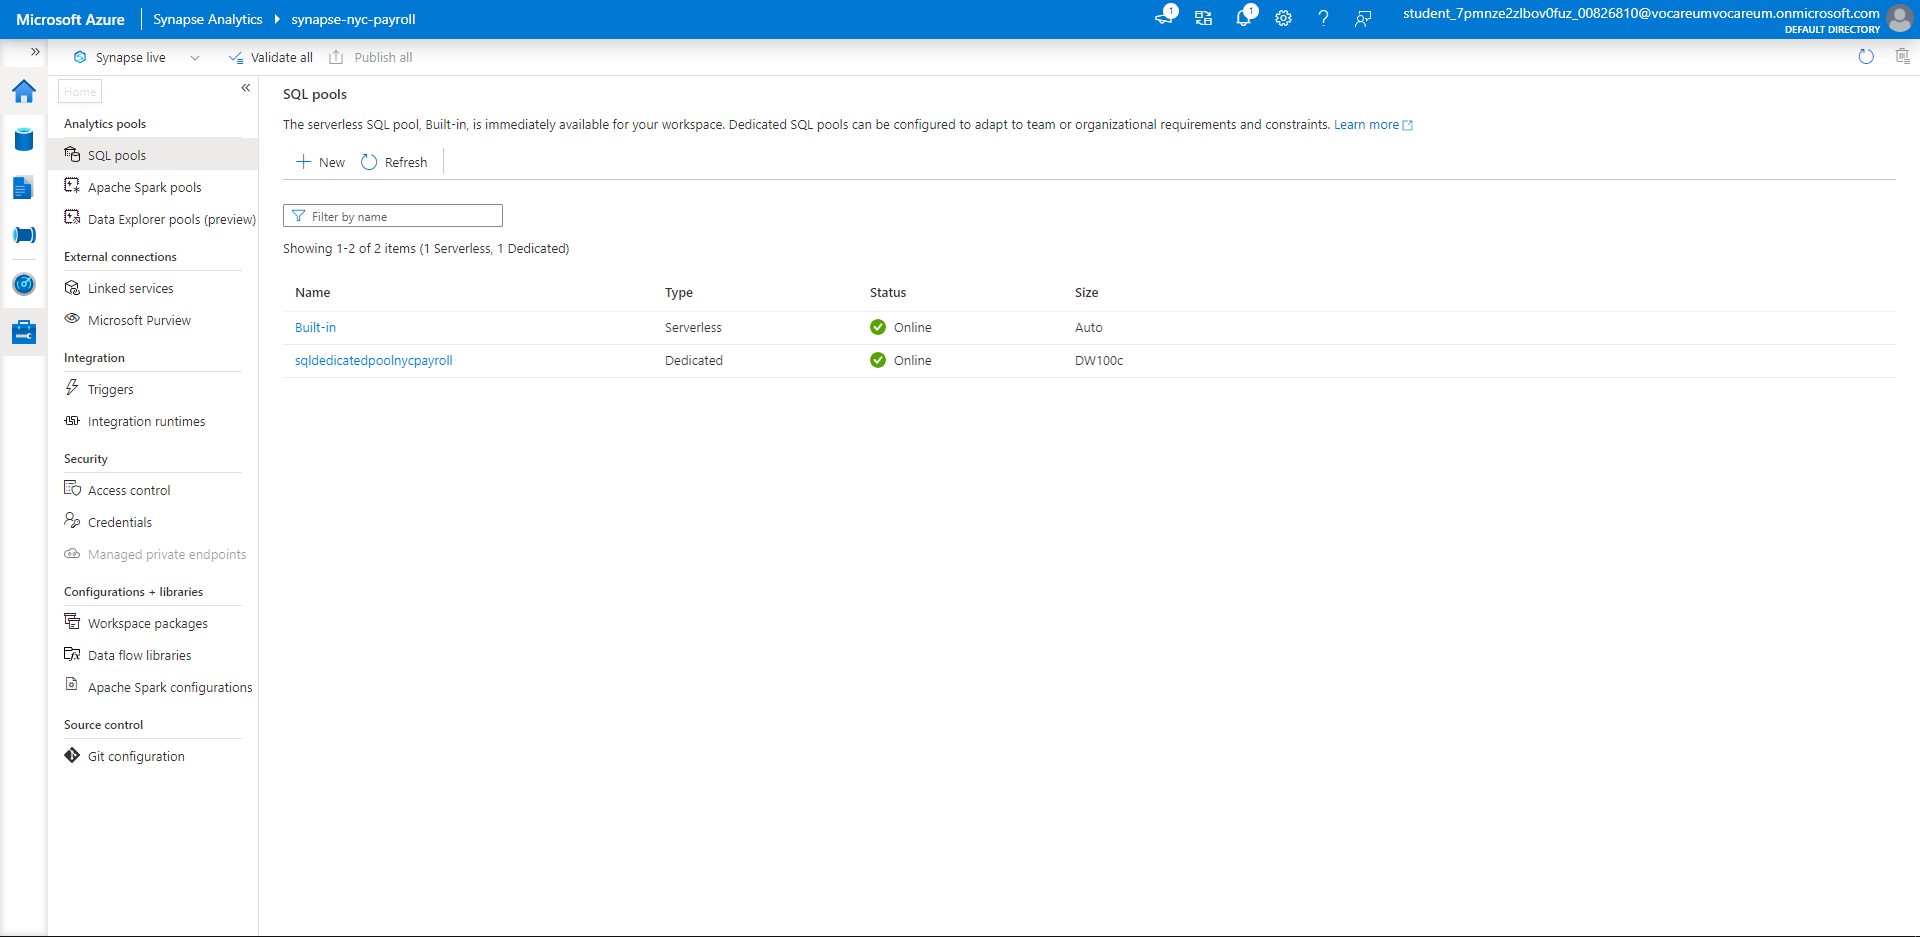 Microsoft Azure
Synapse Analytics
synapse-nyc-payroll
1
1
?
student_7pmnze2zlbov0fuz_00826810@vocareumvocareum.onmicrosoft.com
DEFAULT DIRECTORY
»
Synapse live
Validate all
Publish all
Home
«
Analytics pools
SQL pools
Apache Spark pools
Data Explorer pools (preview)
External connections
Linked services
Microsoft Purview
Integration
Triggers
Integration runtimes
Security
Access control
Credentials
Managed private endpoints
Configurations + libraries
Workspace packages
Data flow libraries
Apache Spark configurations
Source control
Git configuration
SQL pools
The serverless SQL pool, Built-in, is immediately available for your workspace. Dedicated SQL pools can be configured to adapt to team or organizational requirements and constraints. Learn more
New
Refresh
Filter by name
Showing 1-2 of 2 items (1 Serverless, 1 Dedicated)
Name Type Status Size
Built-in Serverless Online Auto
sqldedicatedpoolnycpayroll Dedicated Online DW100c